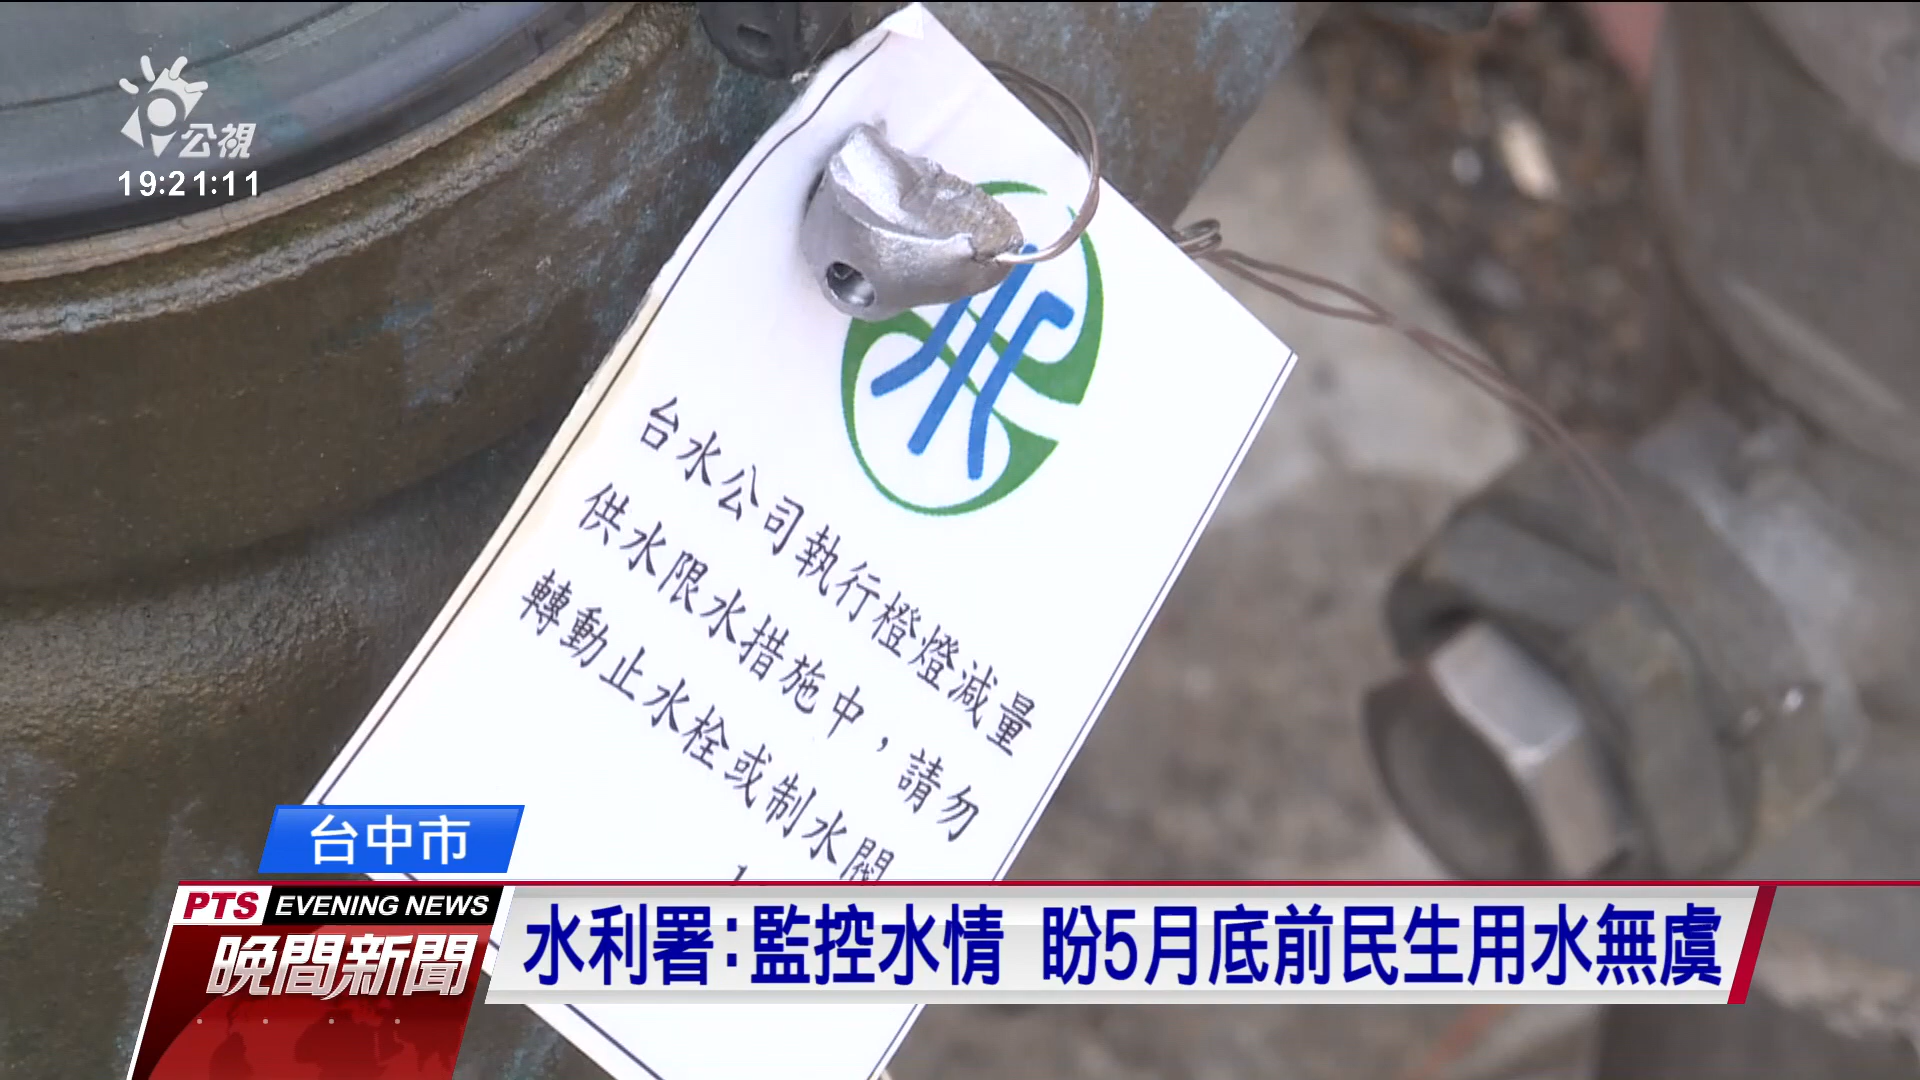 公視
19:21:11
台水公司執行橙燈減量
供水限水措施中，請勿
轉動止水栓或制水閥
台中市
PTS EVENING NEWS
晚間新聞
水利署:監控水情 盼5月底前民生用水無虞